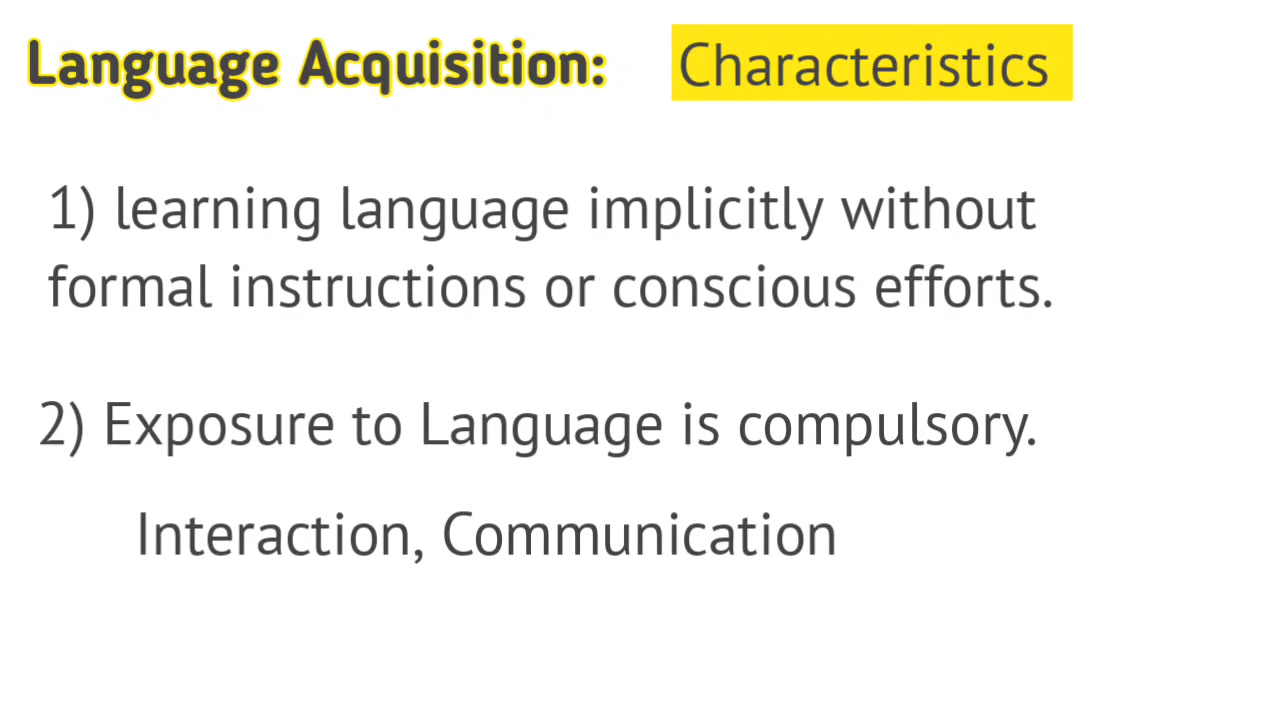 Language Acquisition: Characteristics
1) learning language implicitly without
formal instructions or conscious efforts.
2) Exposure to Language is compulsory.
Interaction, Communication